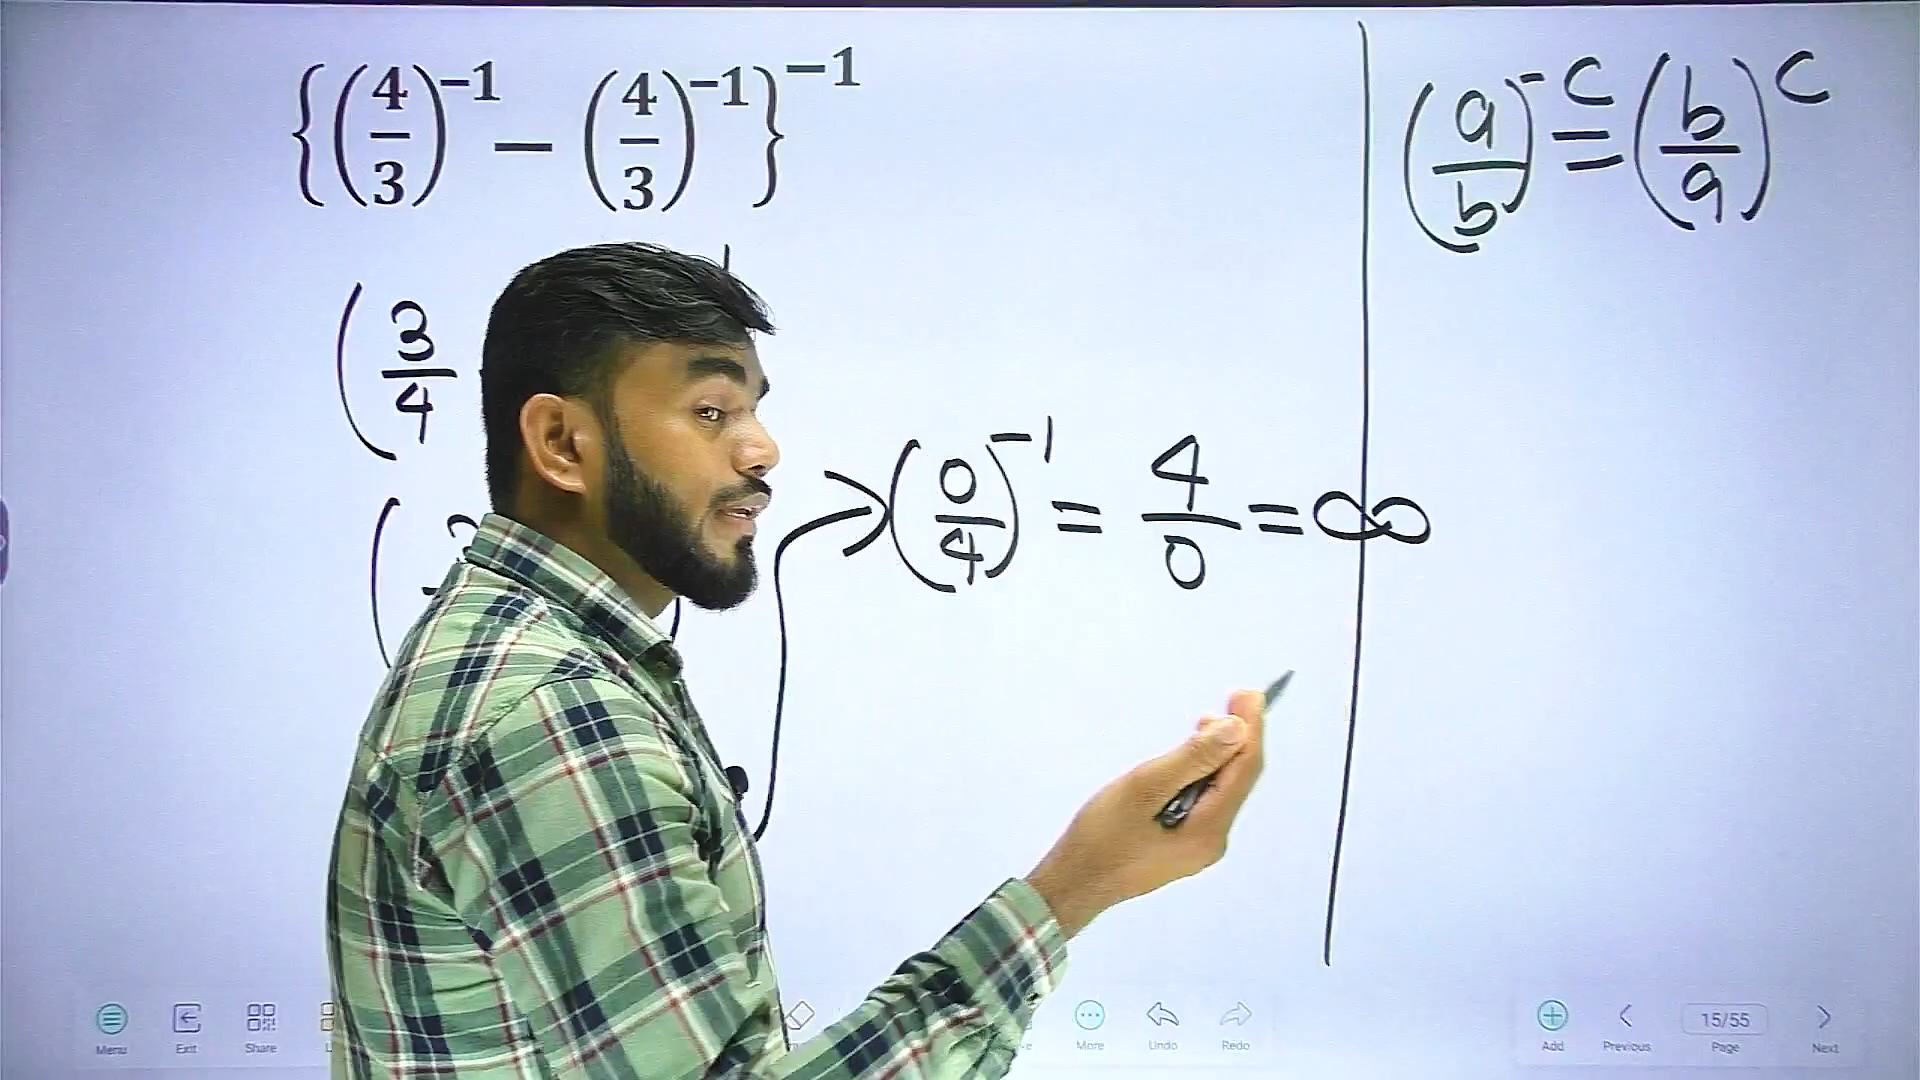 {(4/3)^-1 − (4/3)^-1}^-1
(a/b)^-c = (b/a)^c
(3/4
(0/4)^-1 = 4/0 = ∞
Menu Exit Share More Undo Redo Add Previous 15/55 Page Next